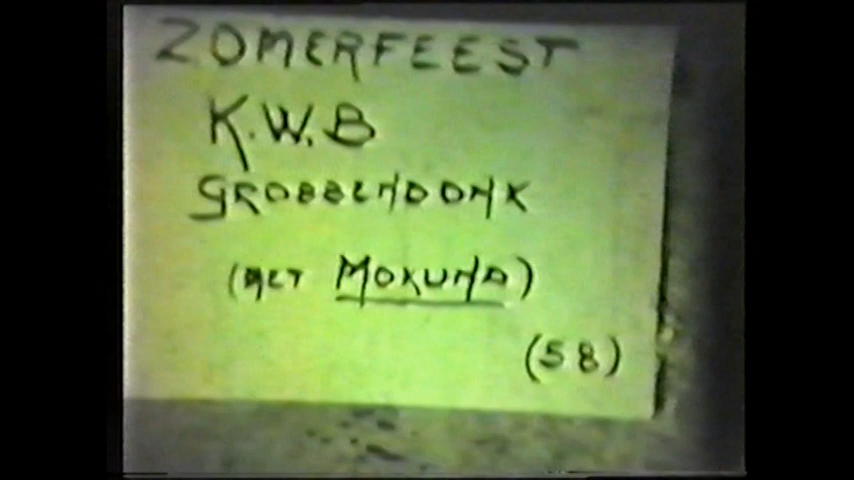 ZOMERFEEST
K.W.B
GROBBENDONK
(MET MOKUNA)
(58)